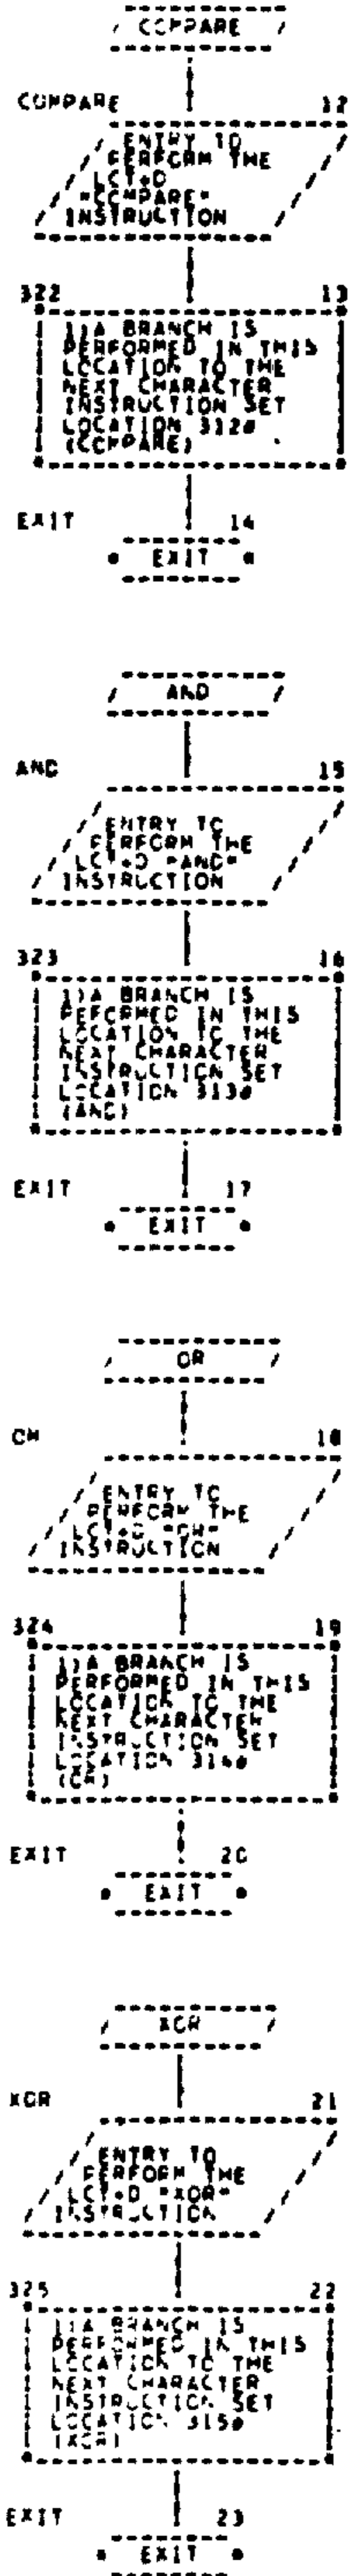 / COMPARE /
COMPARE 12
ENTRY TO
PERFORM THE
LCT+D
"COMPARE"
INSTRUCTION
322 13
1)A BRANCH IS
PERFORMED IN THIS
LOCATION TO THE
NEXT CHARACTER
INSTRUCTION SET
LOCATION 312@
(COMPARE)
EXIT 14
* EXIT *
/ AND /
AND 15
ENTRY TO
PERFORM THE
LCT+D "AND"
INSTRUCTION
323 16
1)A BRANCH IS
PEFCRMED IN THIS
LOCATION TO THE
NEXT CHARACTER
INSTRUCTION SET
LOCATION 313@
(AND)
EXIT 17
* EXIT *
/ OR /
OR 18
ENTRY TO
PERFORM THE
LCT+D "OR"
INSTRUCTION
324 19
1)A BRANCH IS
PERFORMED IN THIS
LOCATION TO THE
NEXT CHARACTER
INSTRUCTION SET
LOCATION 314@
(OR)
EXIT 20
* EXIT *
/ XOR /
XOR 21
ENTRY TO
PERFORM THE
LCT+D "XOR"
INSTRUCTION
325 22
1)A BRANCH IS
PERFORMED IN THIS
LOCATION TO THE
NEXT CHARACTER
INSTRUCTION SET
LOCATION 315@
(XOR)
EXIT 23
* EXIT *